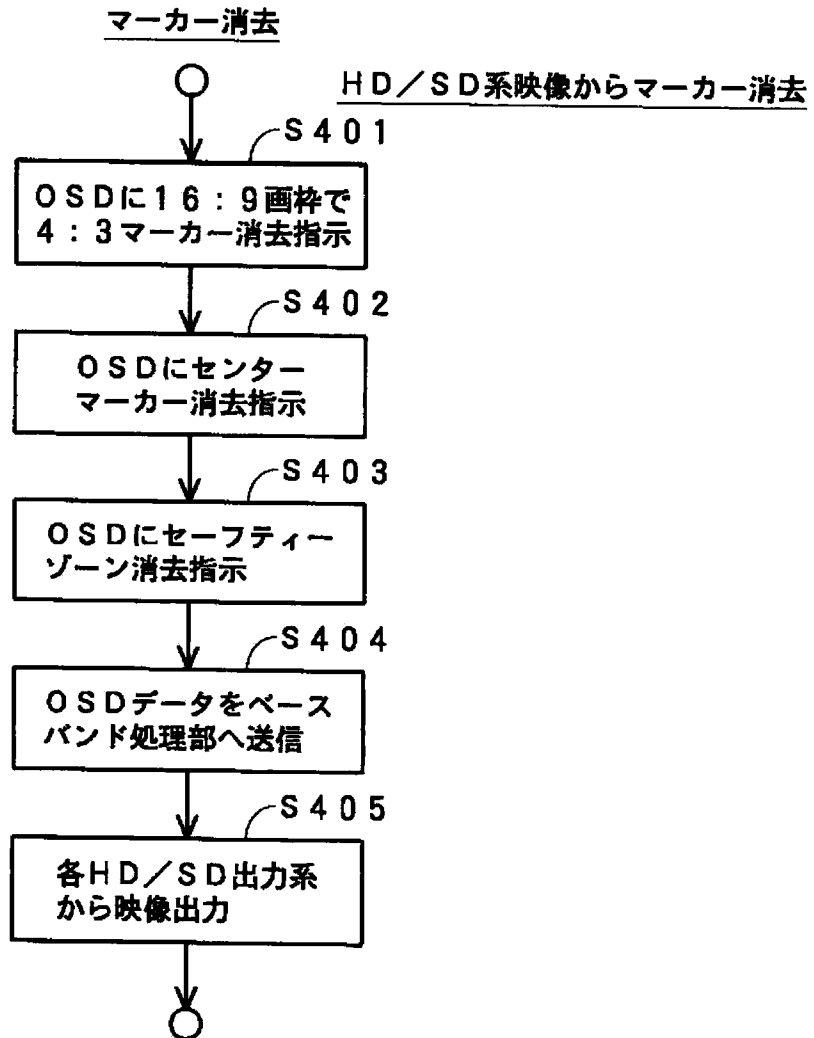 マーカー消去
HD／SD系映像からマーカー消去
S401
OSDに16：9画枠で
4：3マーカー消去指示
S402
OSDにセンター
マーカー消去指示
S403
OSDにセーフティー
ゾーン消去指示
S404
OSDデータをベース
バンド処理部へ送信
S405
各HD／SD出力系
から映像出力